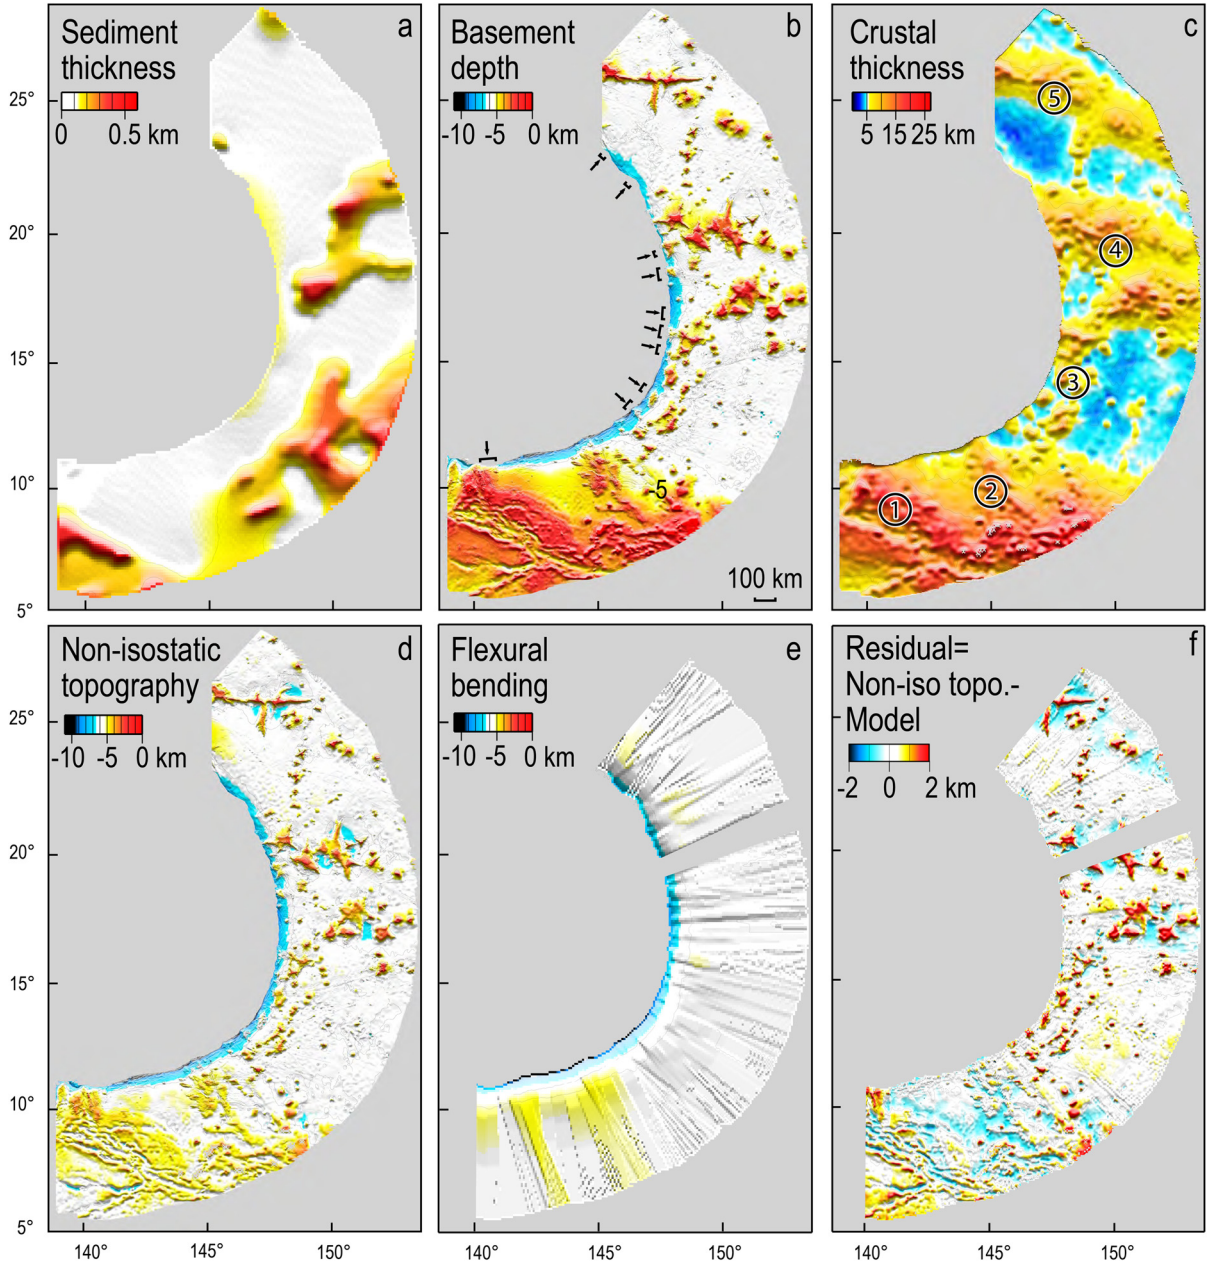 Sediment
thickness
a
0 0.5 km
25°
20°
15°
10°
5°
Basement
depth
b
-10 -5 0 km
-5
100 km
Crustal
thickness
c
5 15 25 km
5
4
3
2
1
Non-isostatic
topography
d
-10 -5 0 km
25°
20°
15°
10°
5°
140° 145° 150°
Flexural
bending
e
-10 -5 0 km
140° 145° 150°
Residual=
Non-iso topo.-
Model
f
-2 0 2 km
140° 145° 150°